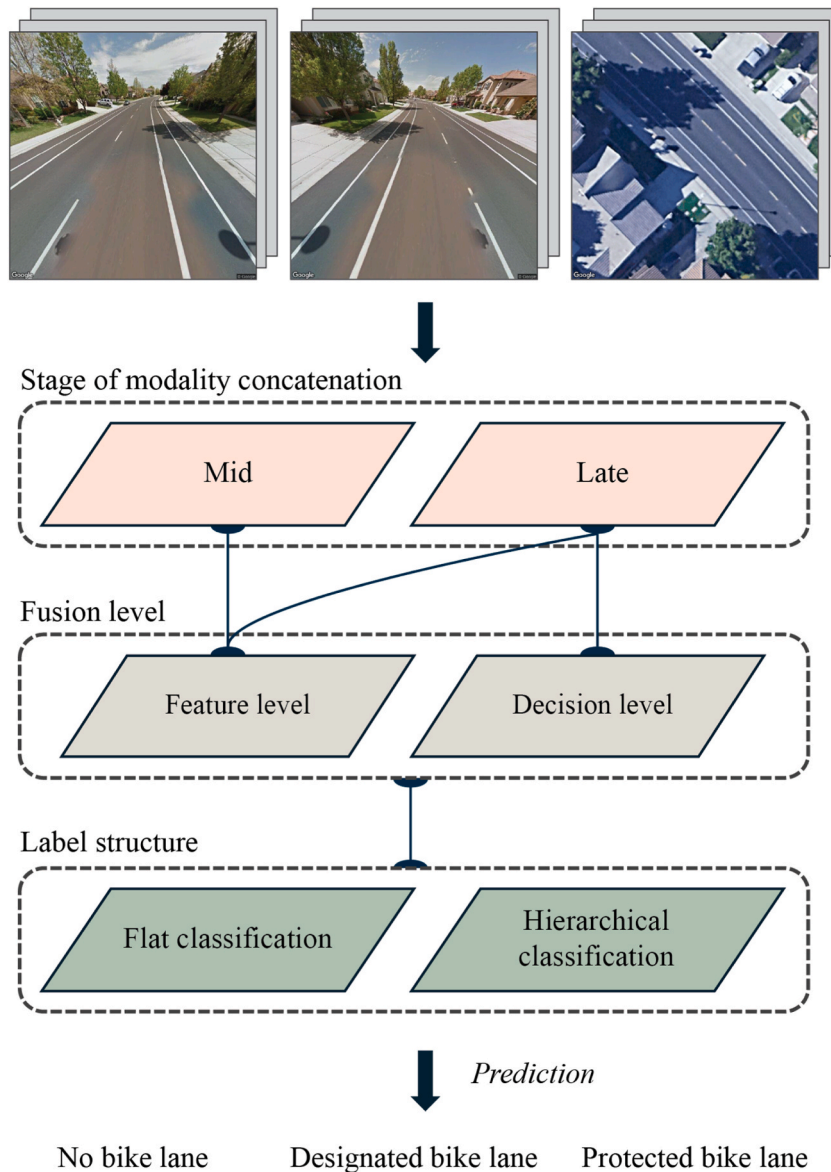 Google
Google
Google
Stage of modality concatenation
Mid
Late
Fusion level
Feature level
Decision level
Label structure
Flat classification
Hierarchical
classification
Prediction
No bike lane
Designated bike lane
Protected bike lane